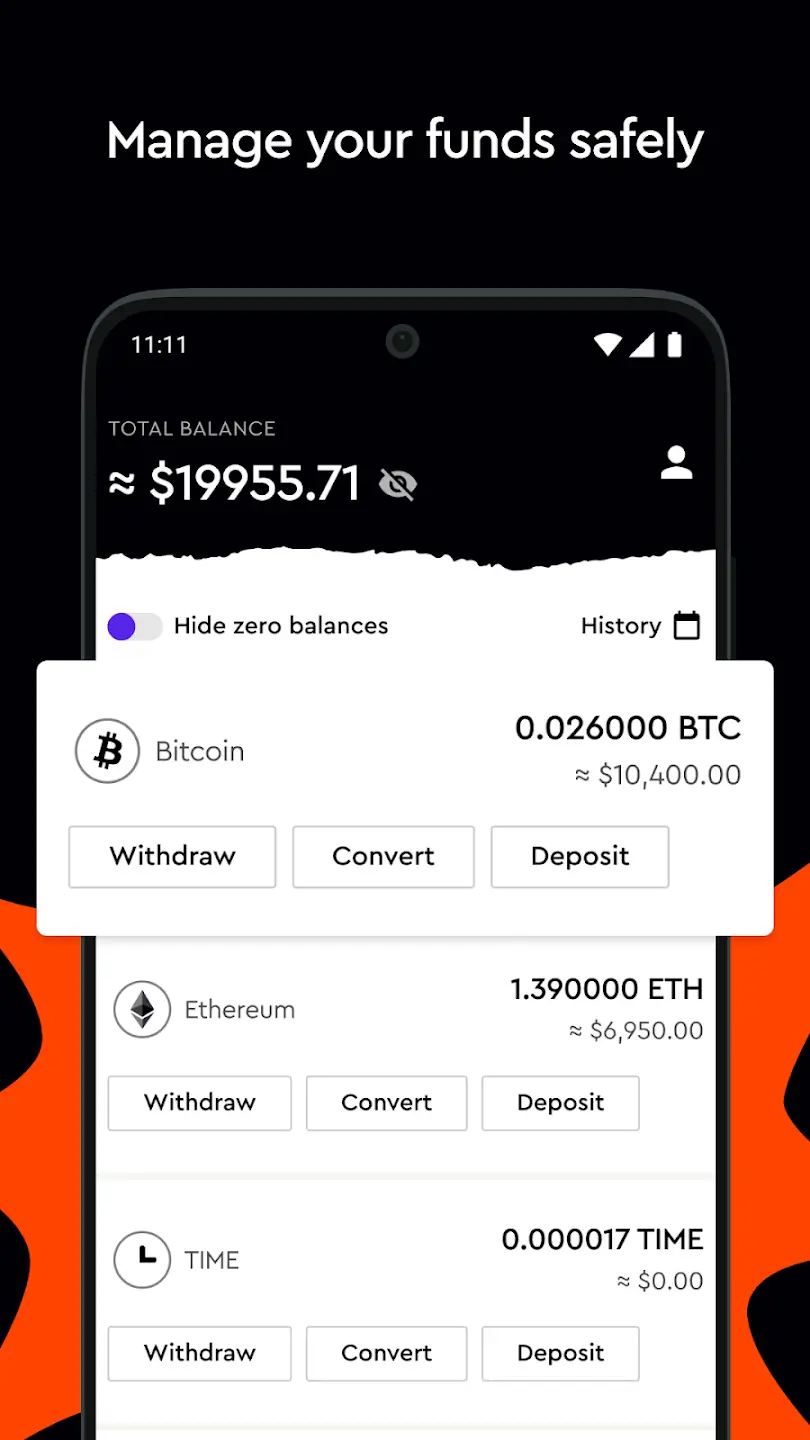 Manage your funds safely
11:11
TOTAL BALANCE
≈ $19955.71
Hide zero balances History
Bitcoin 0.026000 BTC
≈ $10,400.00
Withdraw Convert Deposit
Ethereum 1.390000 ETH
≈ $6,950.00
Withdraw Convert Deposit
TIME 0.000017 TIME
≈ $0.00
Withdraw Convert Deposit